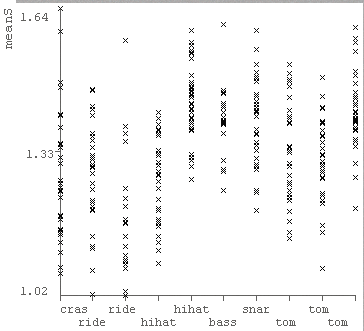 meanS
1.64
1.33
1.02
cras ride hihat snar tom
ride hihat bass tom tom